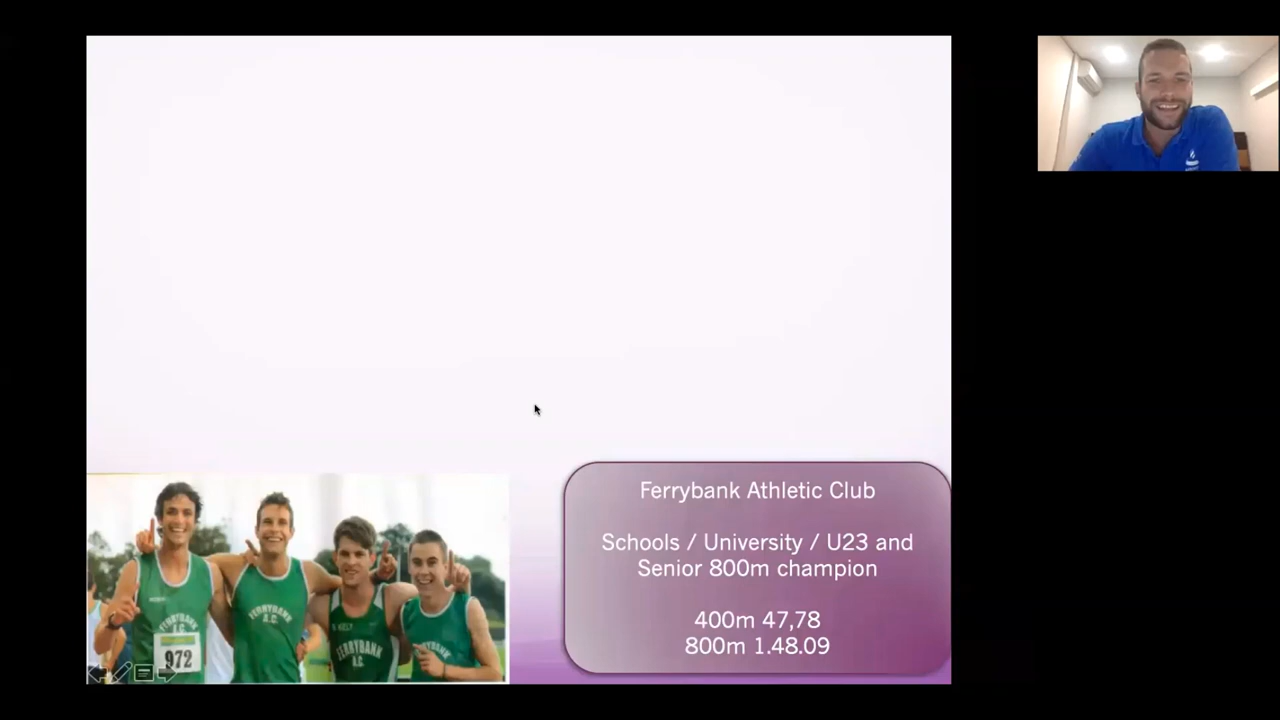 Ferrybank Athletic Club
Schools / University / U23 and
Senior 800m champion
400m 47,78
800m 1.48.09
FERRYBANK
A.C.
972
FERRYBANK
A.C.
FERRYBANK
A.C.
FERRYBANK
A.C.